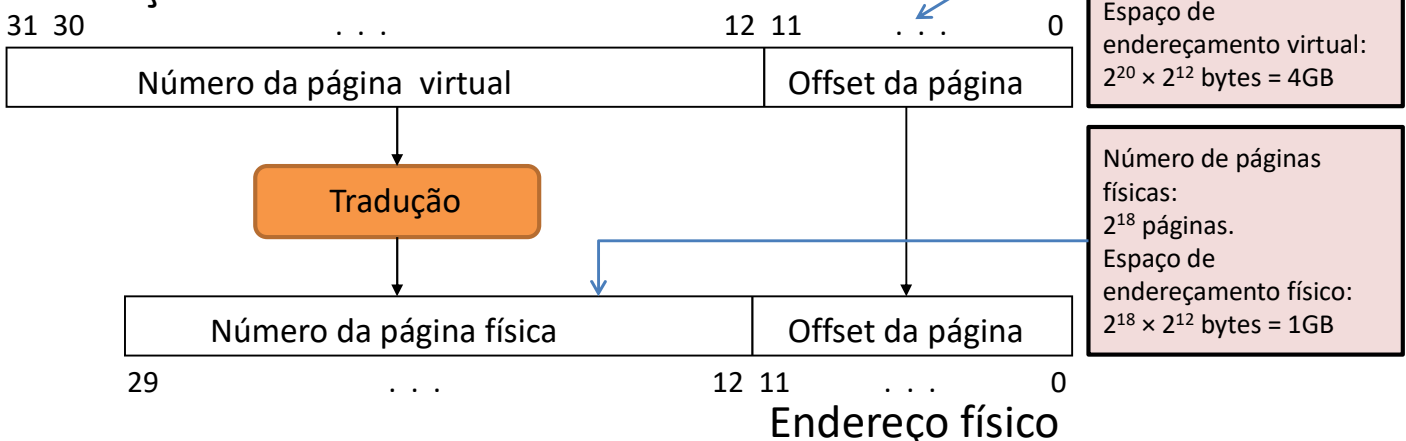 31 30 . . . 12 11 . . . 0
Número da página virtual
Offset da página
Espaço de
endereçamento virtual:
2²⁰ × 2¹² bytes = 4GB
Tradução
Número de páginas
físicas:
2¹⁸ páginas.
Espaço de
endereçamento físico:
2¹⁸ × 2¹² bytes = 1GB
Número da página física
Offset da página
29 . . . 12 11 . . . 0
Endereço físico